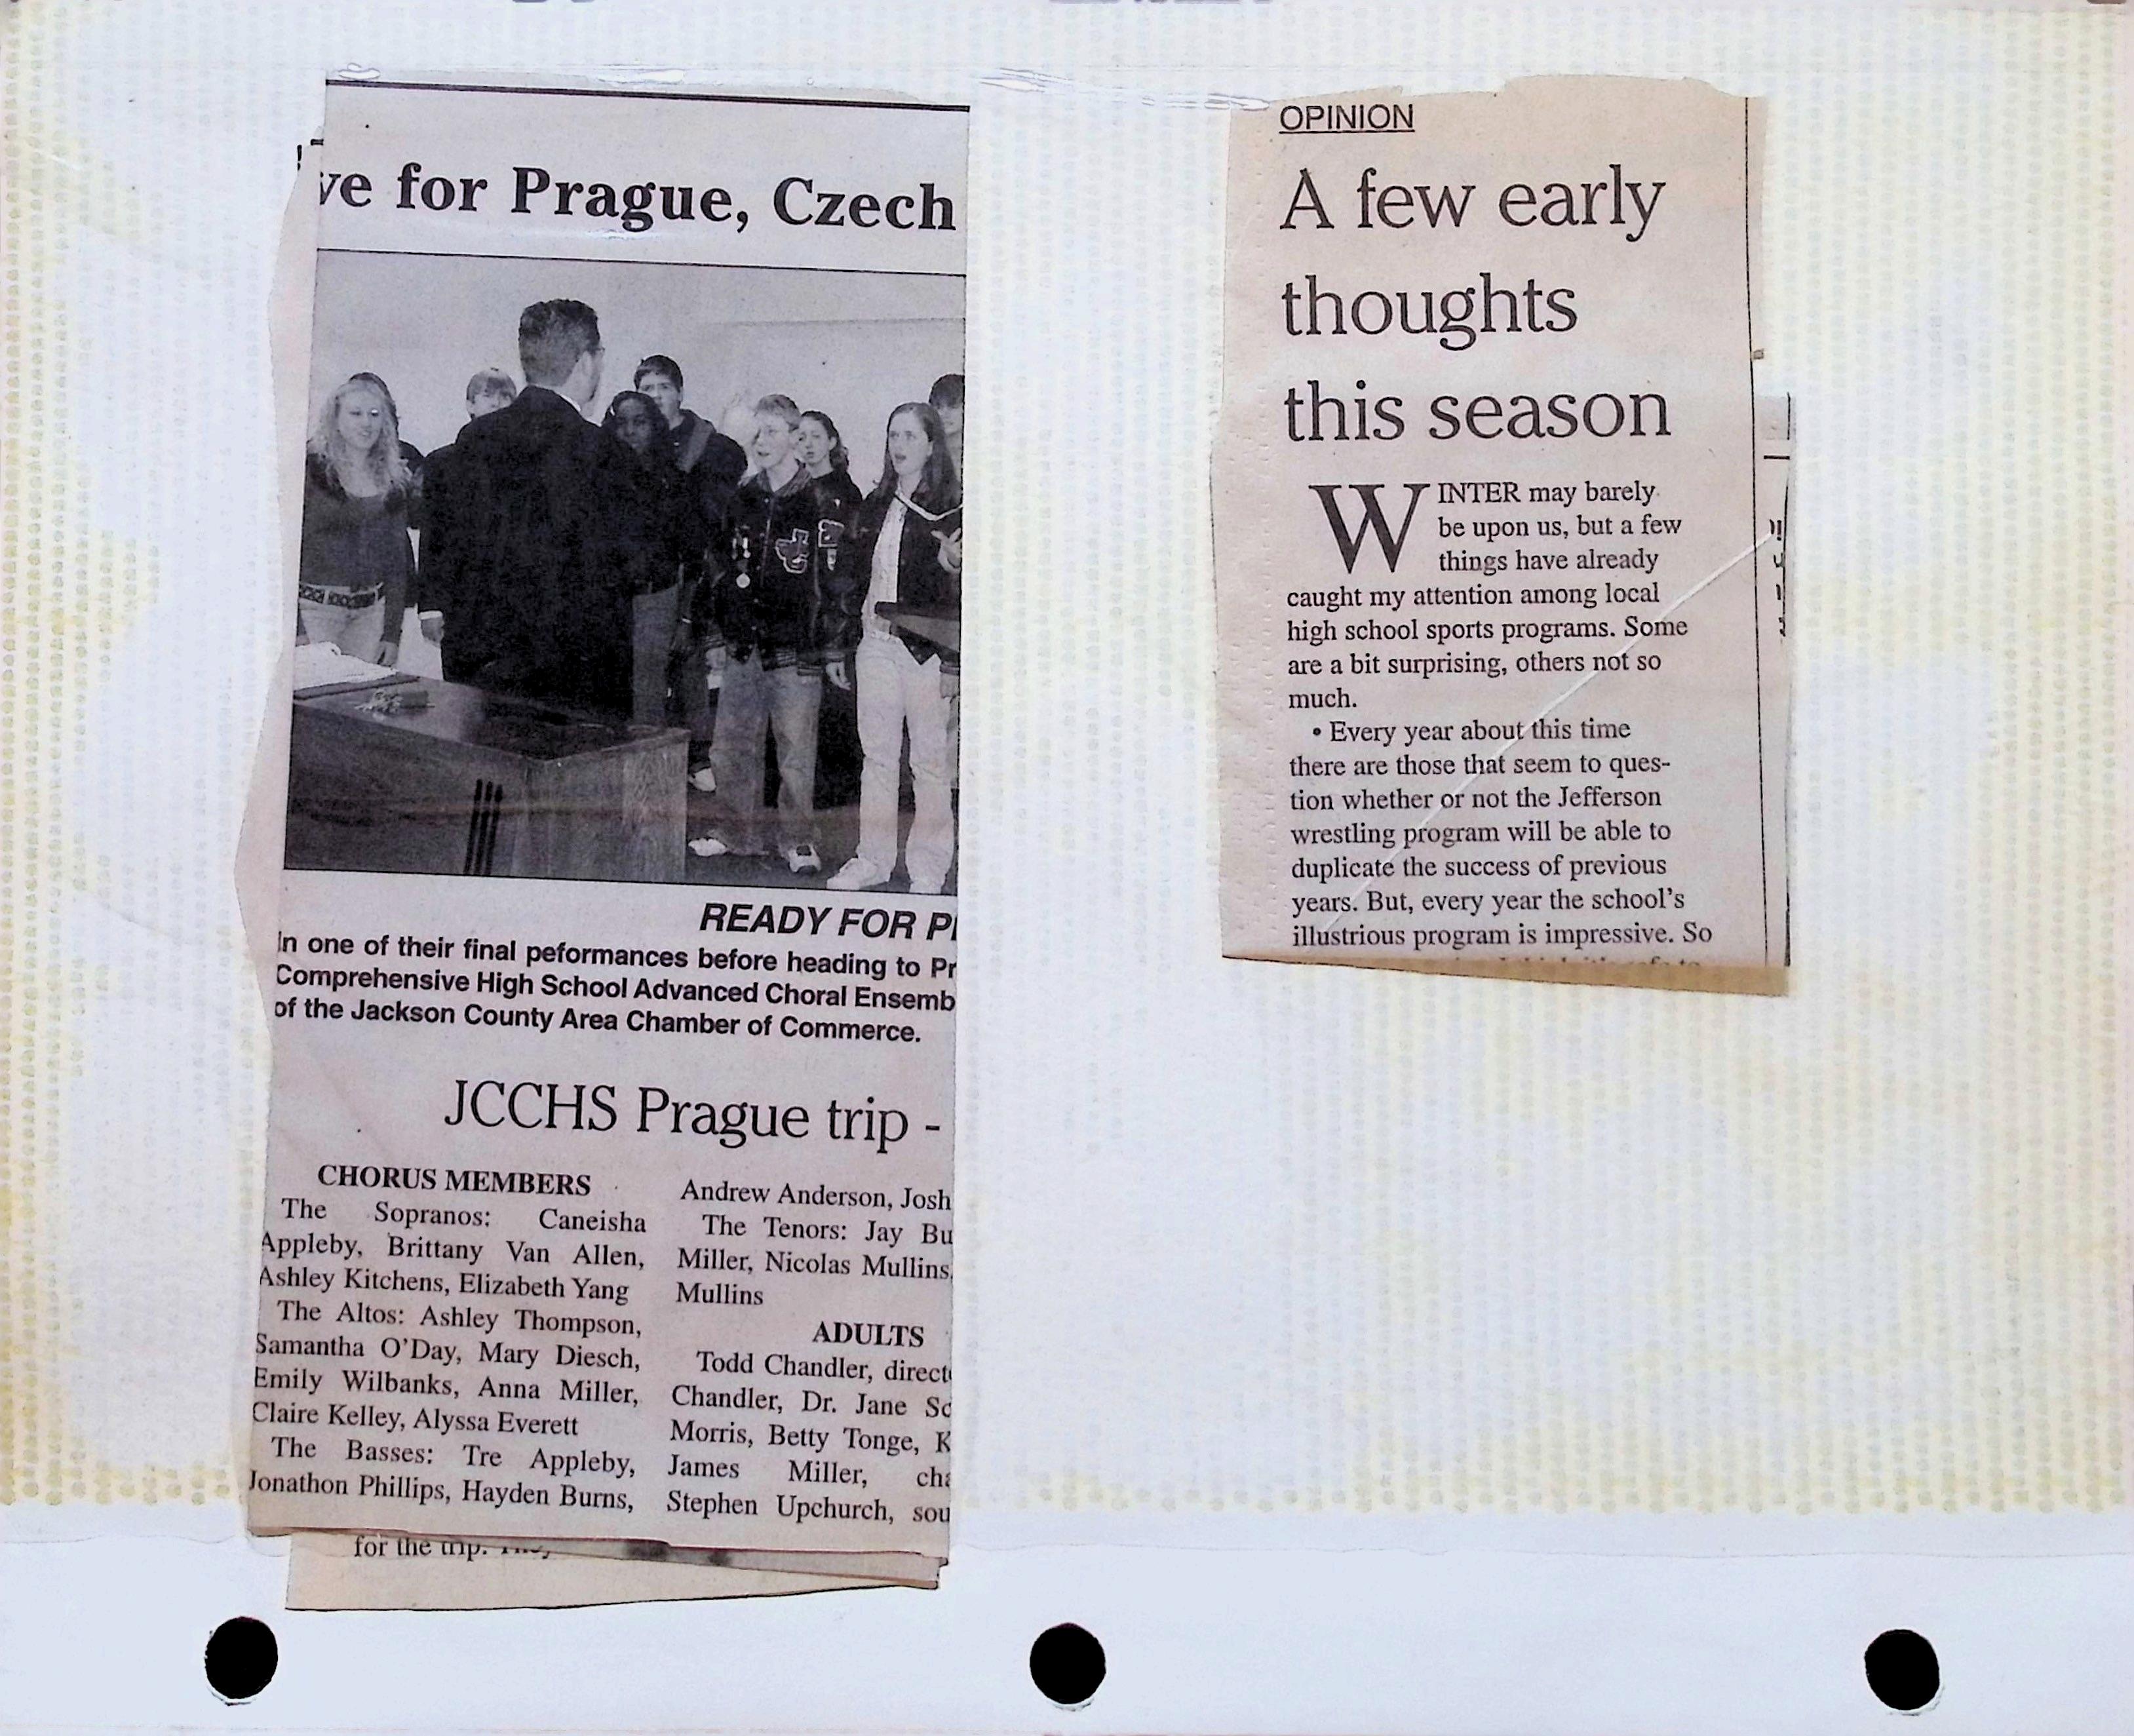 ve for Prague, Czech
READY FOR
In one of their final peformances before heading to
Comprehensive High School Advanced Choral
of the Jackson County Area Chamber of Commerce.
JCCHS Prague trip -
CHORUS MEMBERS
The Sopranos: Caneisha
Appleby, Brittany Van Allen,
Ashley Kitchens, Elizabeth Yang
The Altos: Ashley Thompson,
Samantha O'Day, Mary Diesch,
Emily Wilbanks, Anna Miller,
Claire Kelley, Alyssa Everett
The Basses: Tre Appleby,
Jonathon Phillips, Hayden Burns,
Andrew Anderson, Josh
The Tenors: Jay
Miller, Nicolas Mullins,
Mullins
ADULTS
Todd Chandler,
Chandler, Dr. Jane
Morris, Betty Tonge,
James Miller,
Stephen Upchurch,
for the trip.
OPINION
A few early
thoughts
this season
WINTER may barely
be upon us, but a few
things have already
caught my attention among local
high school sports programs. Some
are a bit surprising, others not so
much.
• Every year about this time
there are those that seem to ques-
tion whether or not the Jefferson
wrestling program will be able to
duplicate the success of previous
years. But, every year the school's
illustrious program is impressive. So